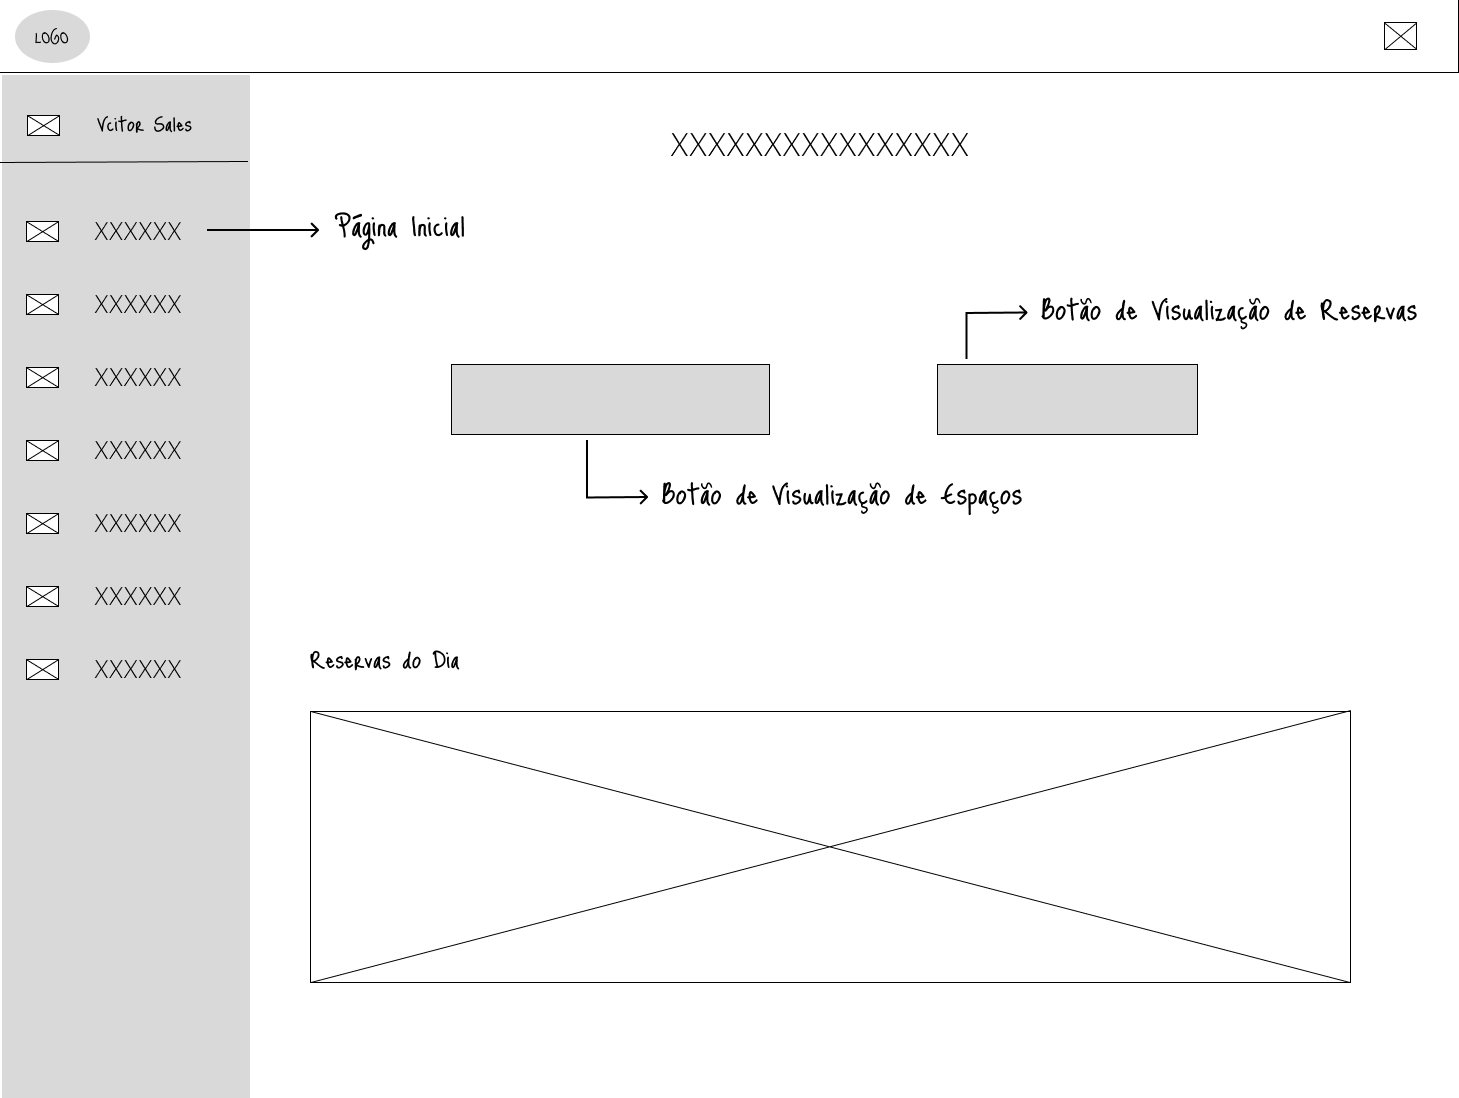 LOGO
Vcitor Sales
XXXXXXXXXXXXXXXX
XXXXXX
Página Inicial
XXXXXX
Botão de Visualização de Reservas
XXXXXX
XXXXXX
Botão de Visualização de Espaços
XXXXXX
XXXXXX
Reservas do Dia
XXXXXX